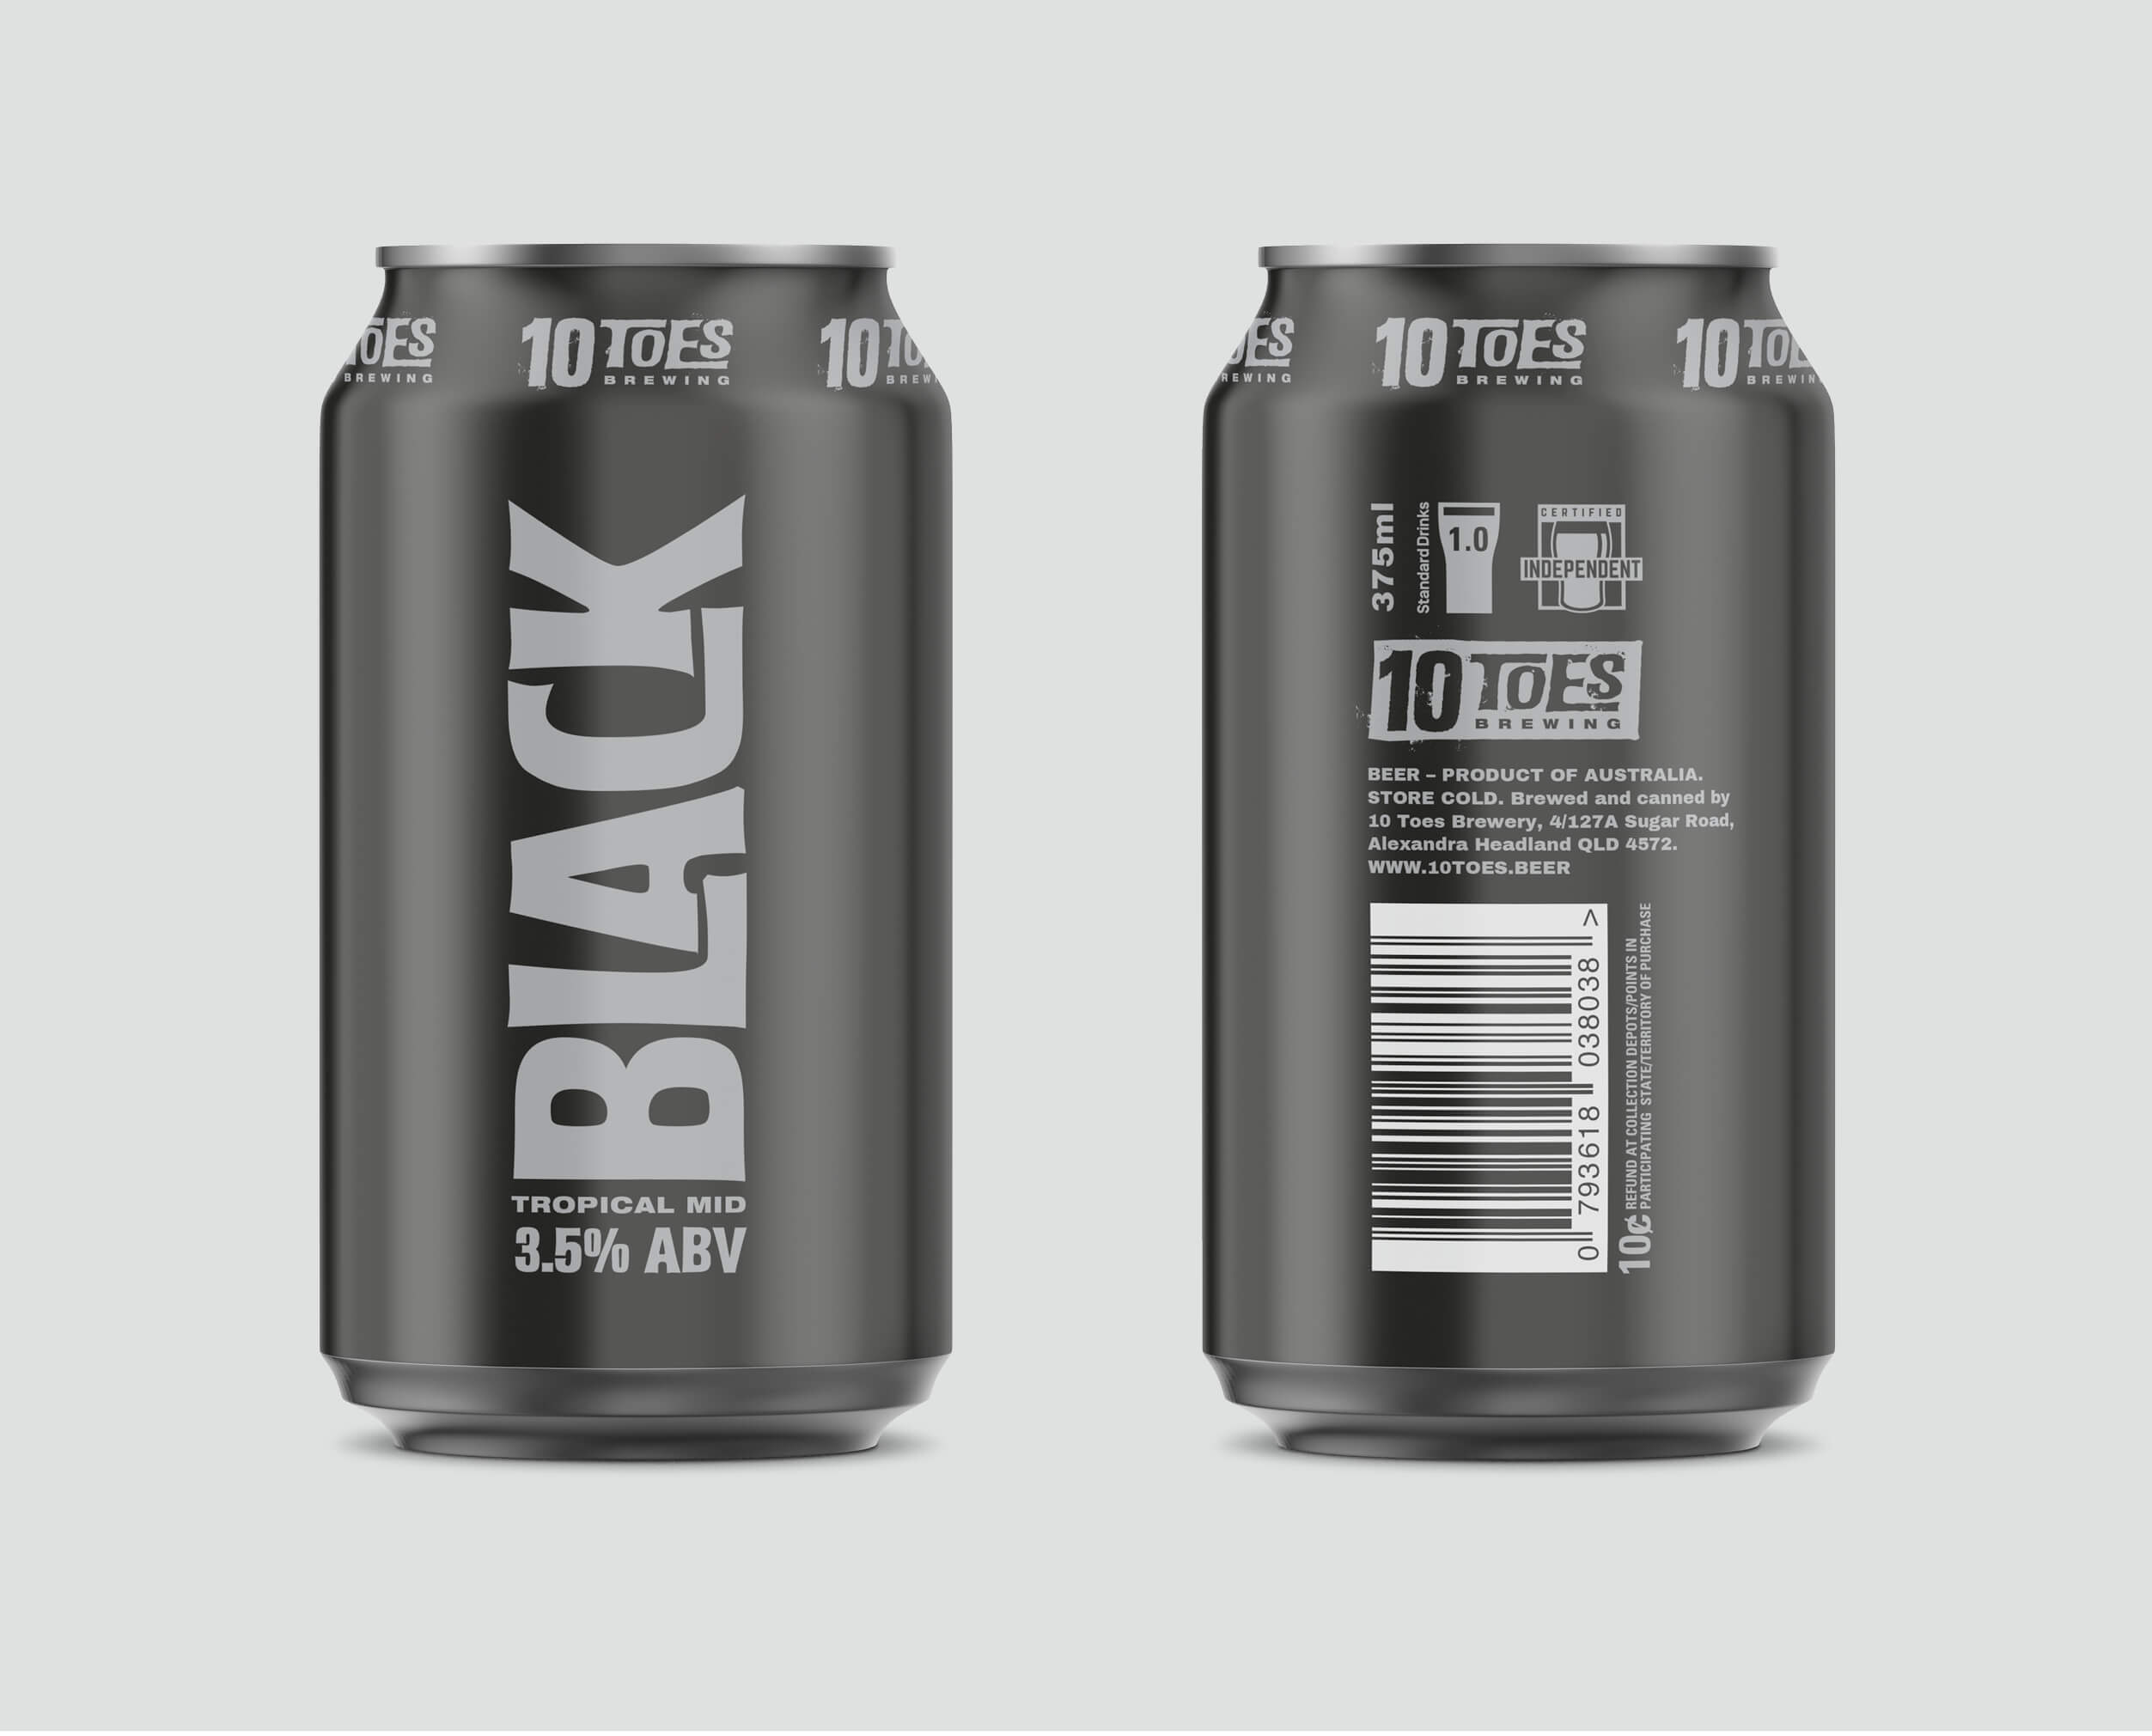 10 TOES
BREWING
BLACK
TROPICAL MID
3.5% ABV
10 TOES
BREWING
375ml
Standard Drinks
1.0
CERTIFIED
INDEPENDENT
10 TOES
BREWING
BEER – PRODUCT OF AUSTRALIA.
STORE COLD. Brewed and canned by
10 Toes Brewery, 4/127A Sugar Road,
Alexandra Headland QLD 4572.
WWW.10TOES.BEER
0 793618 038038 >
10¢ REFUND AT COLLECTION DEPOTS/POINTS IN
PARTICIPATING STATE/TERRITORY OF PURCHASE